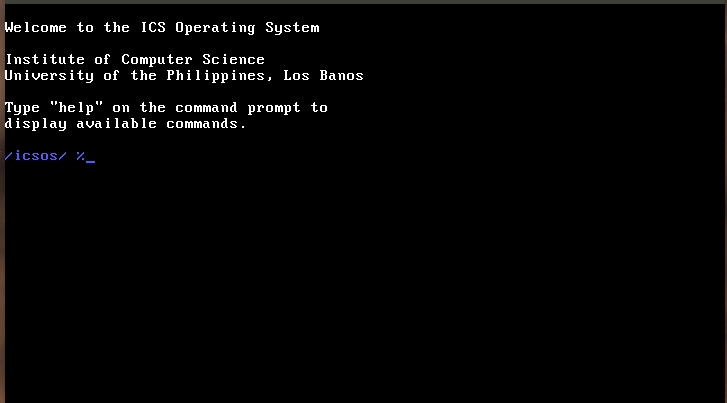 Welcome to the ICS Operating System
Institute of Computer Science
University of the Philippines, Los Banos
Type "help" on the command prompt to
display available commands.
/icsos/ %_